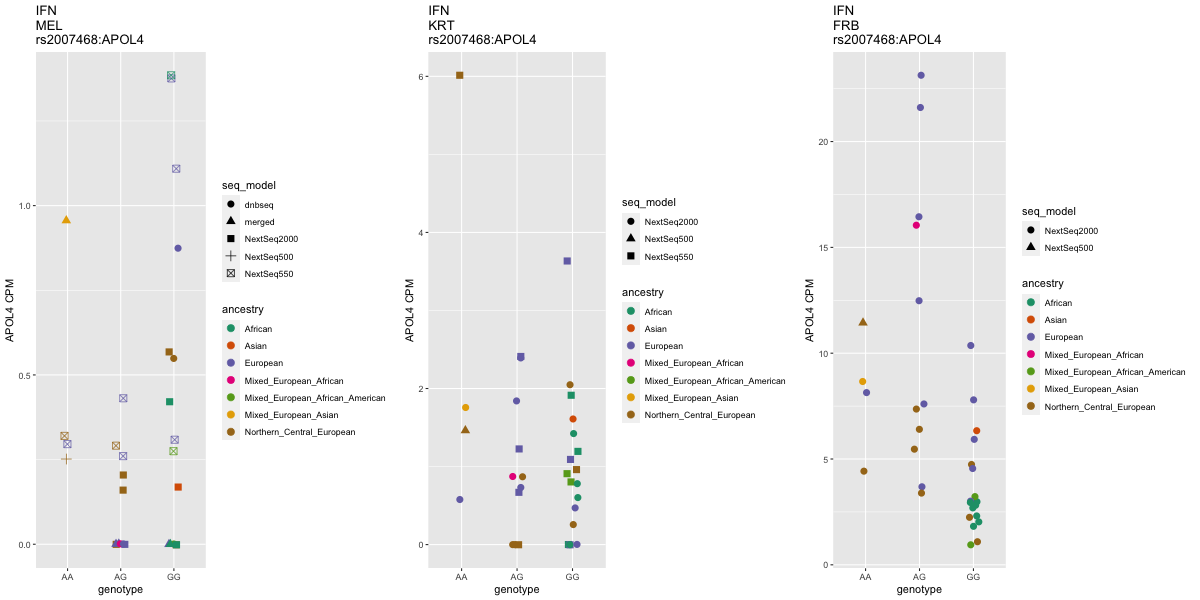 IFN
MEL
rs2007468:APOL4
APOL4 CPM
1.0
0.5
0.0
AA
AG
GG
genotype
seq_model
dnbseq
merged
NextSeq2000
NextSeq500
NextSeq550
ancestry
African
Asian
European
Mixed_European_African
Mixed_European_African_American
Mixed_European_Asian
Northern_Central_European
IFN
KRT
rs2007468:APOL4
APOL4 CPM
6
4
2
0
AA
AG
GG
genotype
seq_model
NextSeq2000
NextSeq500
NextSeq550
ancestry
African
Asian
European
Mixed_European_African
Mixed_European_African_American
Mixed_European_Asian
Northern_Central_European
IFN
FRB
rs2007468:APOL4
APOL4 CPM
20
15
10
5
0
AA
AG
GG
genotype
seq_model
NextSeq2000
NextSeq500
ancestry
African
Asian
European
Mixed_European_African
Mixed_European_African_American
Mixed_European_Asian
Northern_Central_European